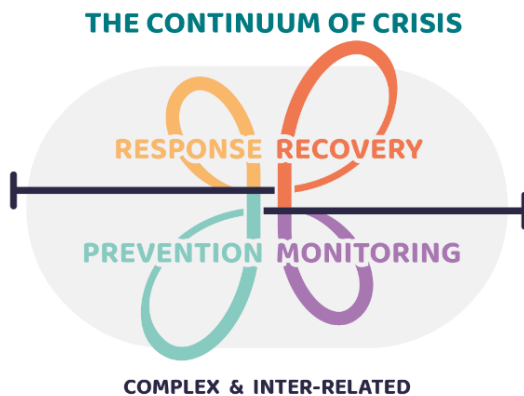 THE CONTINUUM OF CRISIS
RESPONSE RECOVERY
PREVENTION MONITORING
COMPLEX & INTER-RELATED